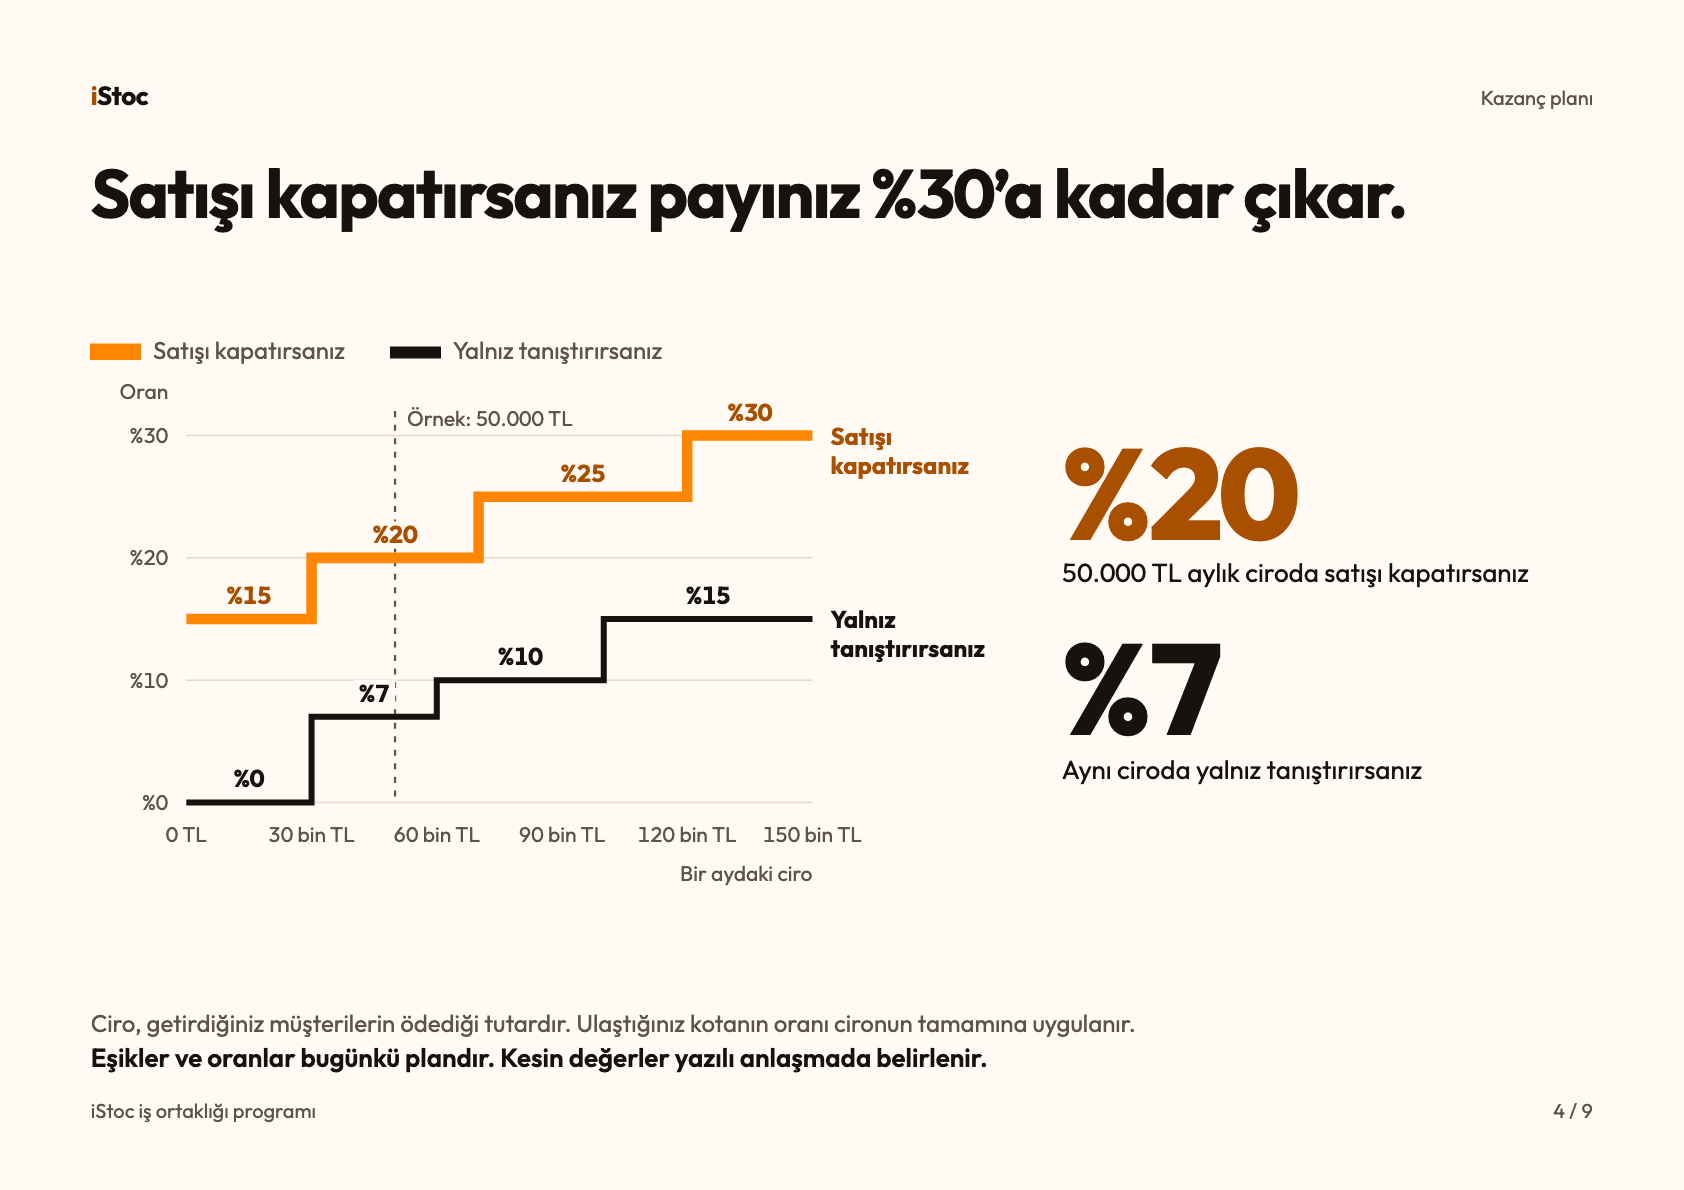 iStoc
Kazanç planı
Satışı kapatırsanız payınız %30’a kadar çıkar.
Satışı kapatırsanız
Yalnız tanıştırırsanız
Oran
%30
%20
%10
%0
Örnek: 50.000 TL
%15
%20
%25
%30
%0
%7
%10
%15
Satışı
kapatırsanız
Yalnız
tanıştırırsanız
0 TL
30 bin TL
60 bin TL
90 bin TL
120 bin TL
150 bin TL
Bir aydaki ciro
%20
50.000 TL aylık ciroda satışı kapatırsanız
%7
Aynı ciroda yalnız tanıştırırsanız
Ciro, getirdiğiniz müşterilerin ödediği tutardır. Ulaştığınız kotanın oranı cironun tamamına uygulanır.
Eşikler ve oranlar bugünkü plandır. Kesin değerler yazılı anlaşmada belirlenir.
iStoc iş ortaklığı programı
4 / 9